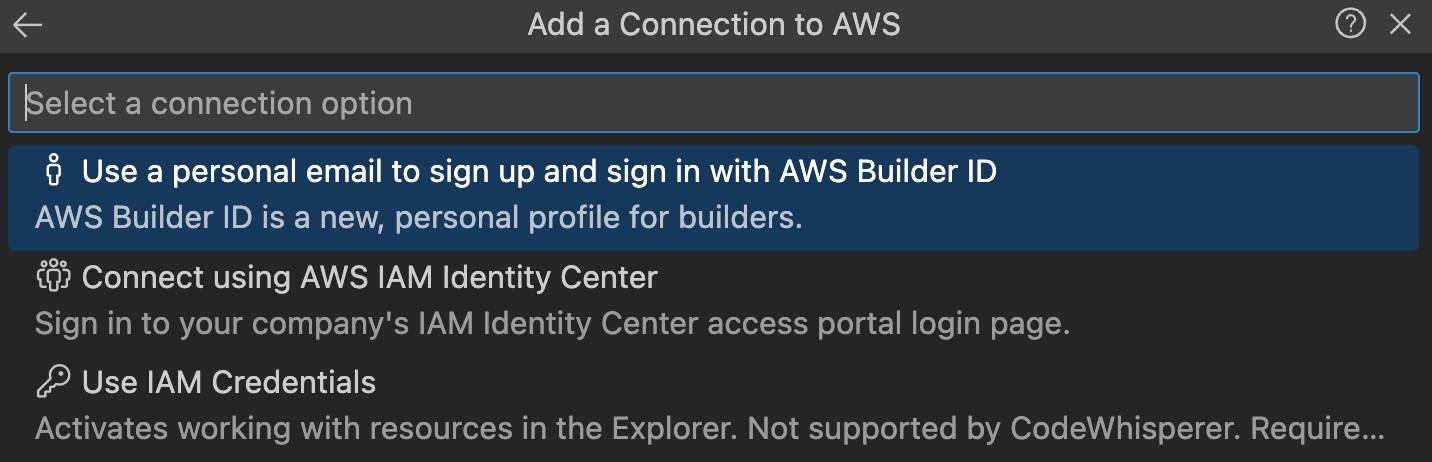 Add a Connection to AWS
Select a connection option
Use a personal email to sign up and sign in with AWS Builder ID
AWS Builder ID is a new, personal profile for builders.
Connect using AWS IAM Identity Center
Sign in to your company's IAM Identity Center access portal login page.
Use IAM Credentials
Activates working with resources in the Explorer. Not supported by CodeWhisperer. Require...